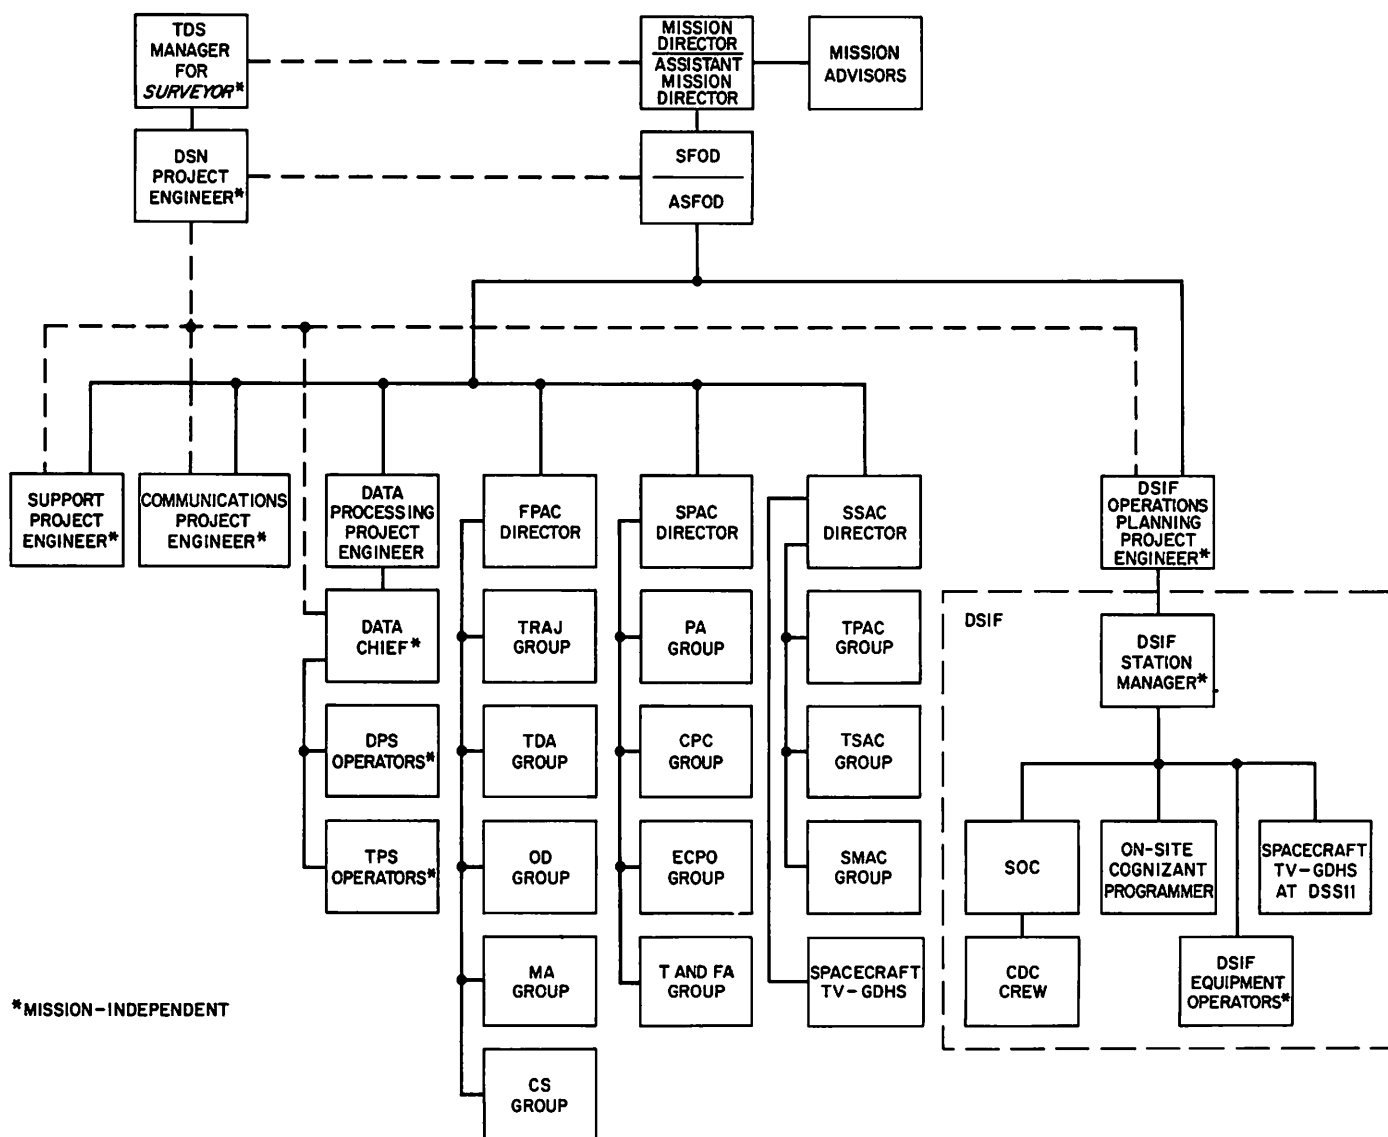 TDS
MANAGER
FOR
SURVEYOR*
MISSION
DIRECTOR
ASSISTANT
MISSION
DIRECTOR
MISSION
ADVISORS
DSN
PROJECT
ENGINEER*
SFOD
ASFOD
SUPPORT
PROJECT
ENGINEER*
COMMUNICATIONS
PROJECT
ENGINEER*
DATA
PROCESSING
PROJECT
ENGINEER
FPAC
DIRECTOR
SPAC
DIRECTOR
SSAC
DIRECTOR
DSIF
OPERATIONS
PLANNING
PROJECT
ENGINEER*
DATA
CHIEF*
TRAJ
GROUP
PA
GROUP
TPAC
GROUP
DSIF
DSIF
STATION
MANAGER*
DPS
OPERATORS*
TDA
GROUP
CPC
GROUP
TSAC
GROUP
TPS
OPERATORS*
OD
GROUP
ECPO
GROUP
SMAC
GROUP
SOC
ON-SITE
COGNIZANT
PROGRAMMER
SPACECRAFT
TV-GDHS
AT DSS11
MA
GROUP
T AND FA
GROUP
SPACECRAFT
TV-GDHS
CDC
CREW
DSIF
EQUIPMENT
OPERATORS*
*MISSION-INDEPENDENT
CS
GROUP